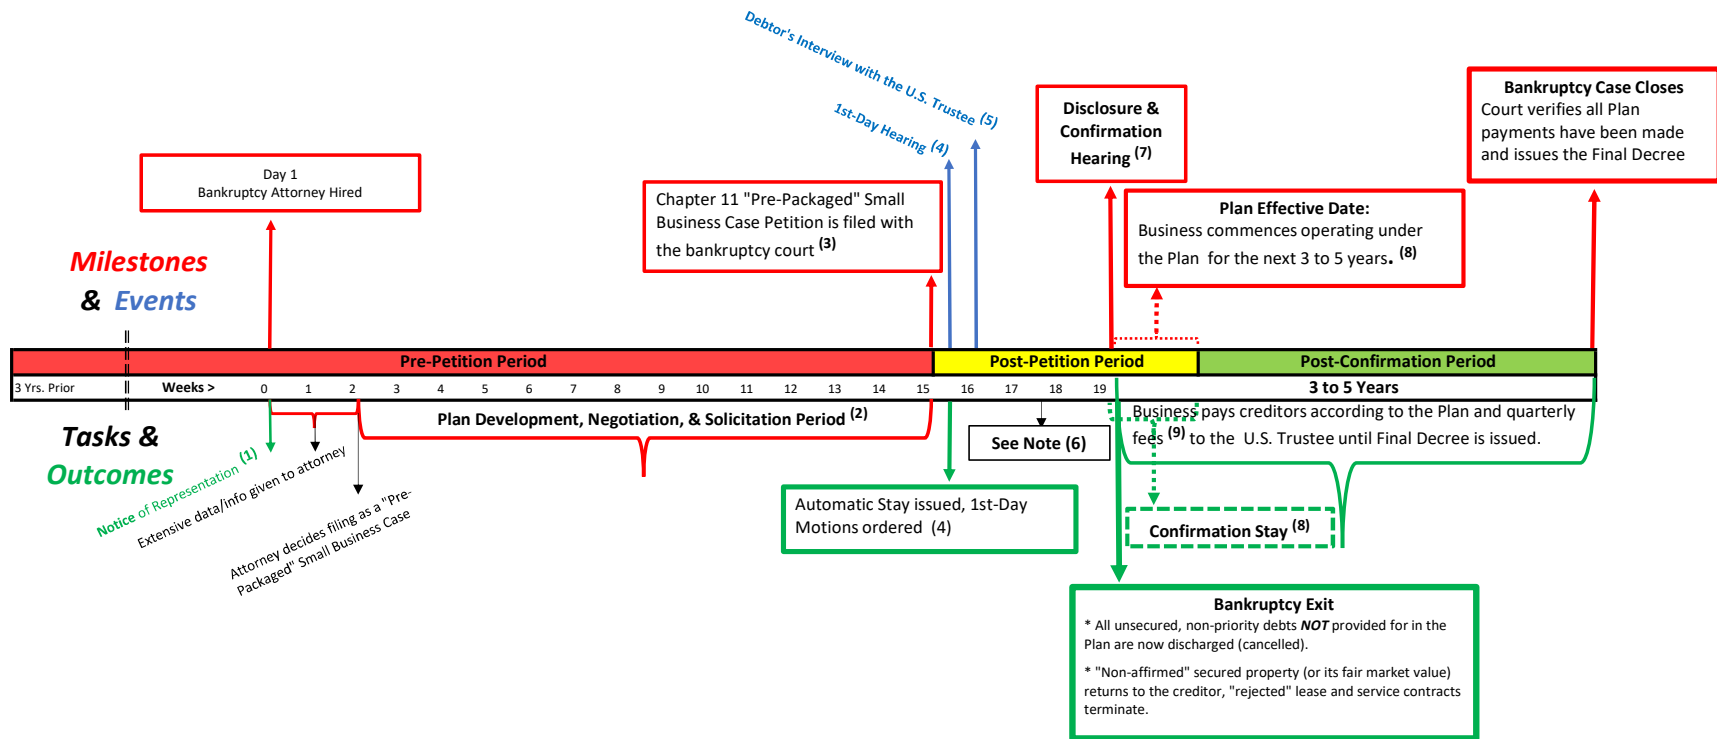 Debtor's Interview with the U.S. Trustee (5)
1st-Day Hearing (4)
Disclosure &
Confirmation
Hearing (7)
Bankruptcy Case Closes
Court verifies all Plan
payments have been made
and issues the Final Decree
Day 1
Bankruptcy Attorney Hired
Chapter 11 "Pre-Packaged" Small
Business Case Petition is filed with
the bankruptcy court (3)
Plan Effective Date:
Business commences operating under
the Plan for the next 3 to 5 years. (8)
Milestones
& Events
Pre-Petition Period
Post-Petition Period
Post-Confirmation Period
3 Yrs. Prior
Weeks >
0 1 2 3 4 5 6 7 8 9 10 11 12 13 14 15 16 17 18 19
3 to 5 Years
Tasks &
Outcomes
Plan Development, Negotiation, & Solicitation Period (2)
Business pays creditors according to the Plan and quarterly
fees (9) to the U.S. Trustee until Final Decree is issued.
See Note (6)
Notice of Representation (1)
Extensive data/info given to attorney
Attorney decides filing as a "Pre-
Packaged" Small Business Case
Automatic Stay issued, 1st-Day
Motions ordered (4)
Confirmation Stay (8)
Bankruptcy Exit
* All unsecured, non-priority debts NOT provided for in the
Plan are now discharged (cancelled).
* "Non-affirmed" secured property (or its fair market value)
returns to the creditor, "rejected" lease and service contracts
terminate.